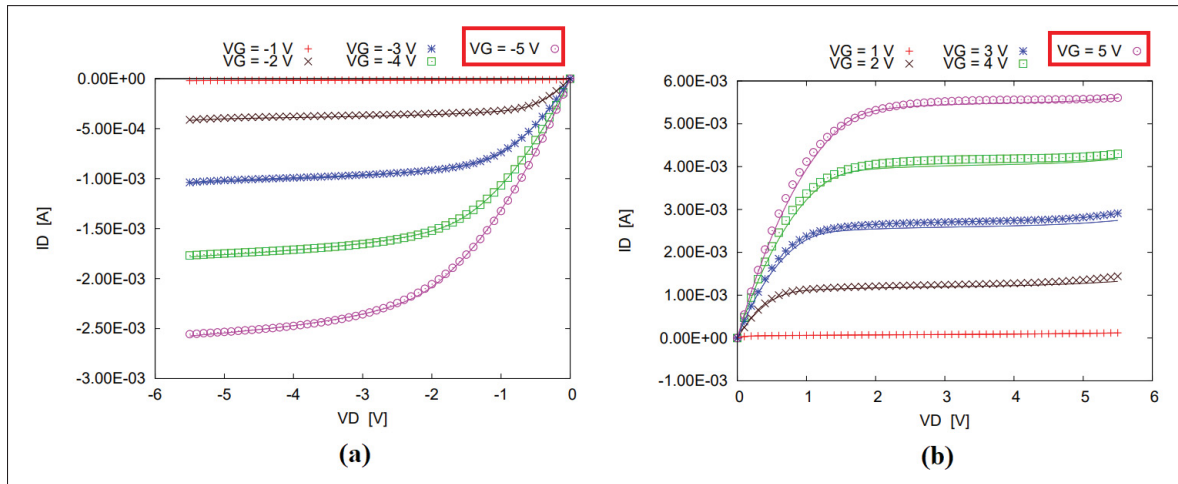 VG = -1 V VG = -3 V VG = -5 V
VG = -2 V VG = -4 V
0.00E+00
-5.00E-04
-1.00E-03
-1.50E-03
-2.00E-03
-2.50E-03
-3.00E-03
ID [A]
-6 -5 -4 -3 -2 -1 0
VD [V]
(a)
VG = 1 V VG = 3 V VG = 5 V
VG = 2 V VG = 4 V
6.00E-03
5.00E-03
4.00E-03
3.00E-03
2.00E-03
1.00E-03
0.00E+00
-1.00E-03
ID [A]
0 1 2 3 4 5 6
VD [V]
(b)